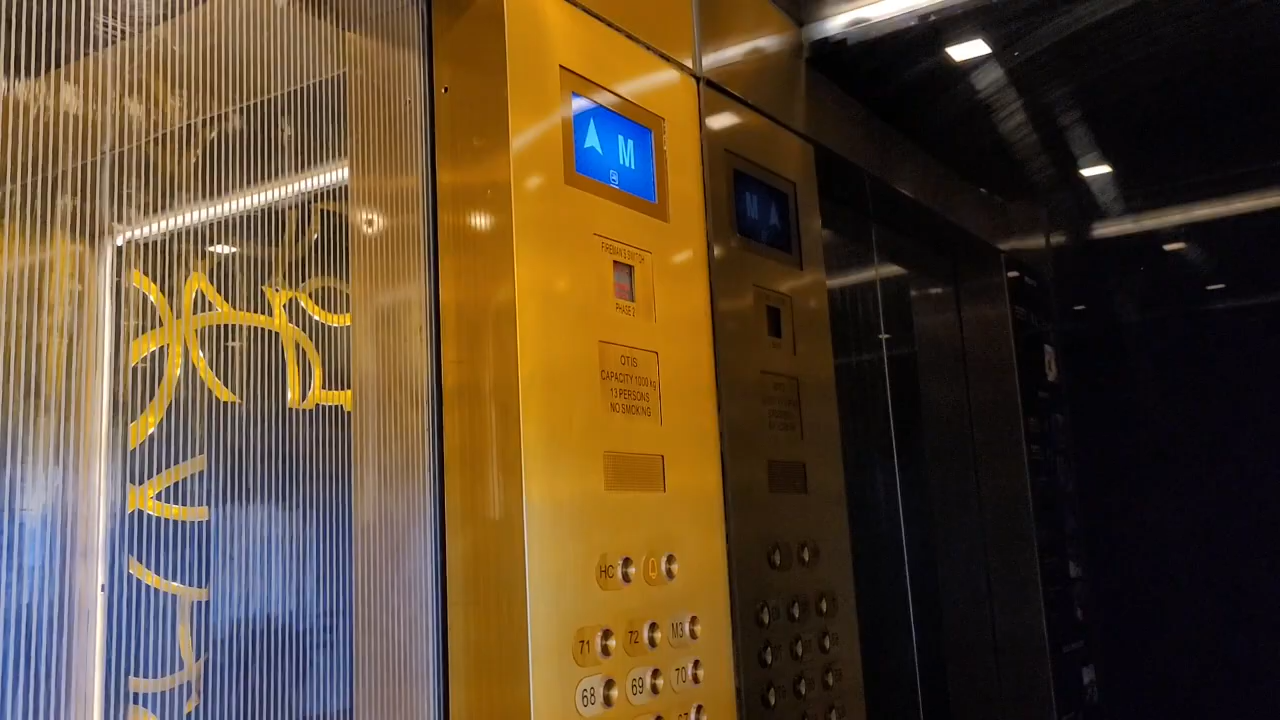 M
FIREMAN'S SWITCH
PHASE 2
OTIS
CAPACITY 1000 kg
13 PERSONS
NO SMOKING
HC
71 72 M3
68 69 70
67